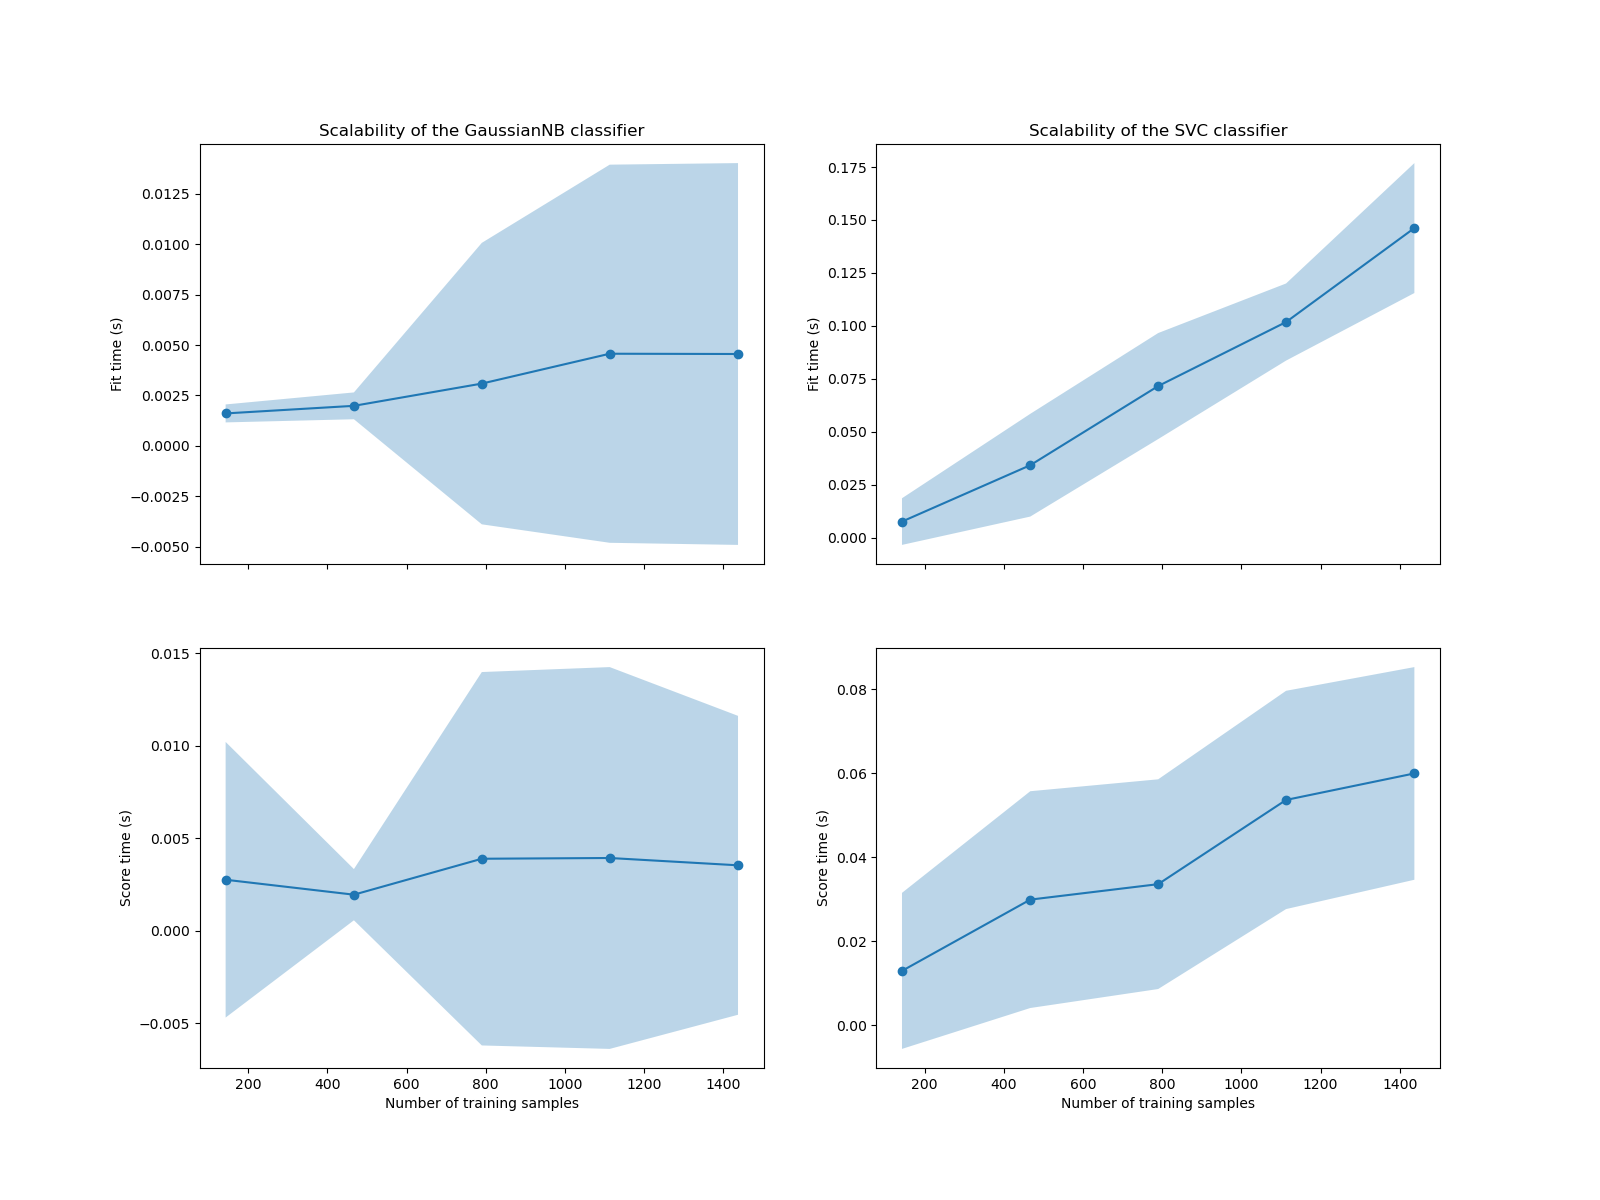 Scalability of the GaussianNB classifier
0.0125
0.0100
0.0075
0.0050
0.0025
0.0000
−0.0025
−0.0050
Fit time (s)
Scalability of the SVC classifier
0.175
0.150
0.125
0.100
0.075
0.050
0.025
0.000
Fit time (s)
0.015
0.010
0.005
0.000
−0.005
Score time (s)
200 400 600 800 1000 1200 1400
Number of training samples
0.08
0.06
0.04
0.02
0.00
Score time (s)
200 400 600 800 1000 1200 1400
Number of training samples